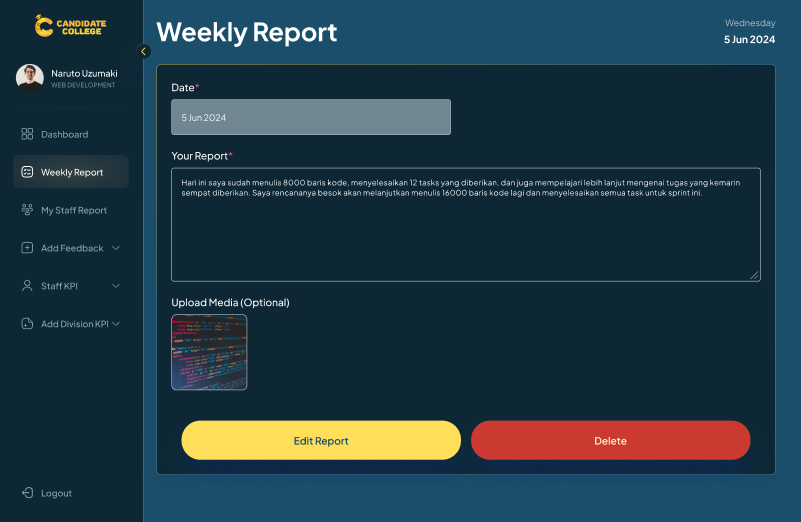 CANDIDATE
COLLEGE
Weekly Report
Wednesday
5 Jun 2024
Naruto Uzumaki
WEB DEVELOPMENT
Dashboard
Weekly Report
My Staff Report
Add Feedback
Staff KPI
Add Division KPI
Logout
Date*
5 Jun 2024
Your Report*
Hari ini saya sudah menulis 8000 baris kode, menyelesaikan 12 tasks yang diberikan, dan juga mempelajari lebih lanjut mengenai tugas yang kemarin
sempat diberikan. Saya rencananya besok akan melanjutkan menulis 16000 baris kode lagi dan menyelesaikan semua task untuk sprint ini.
Upload Media (Optional)
Edit Report
Delete